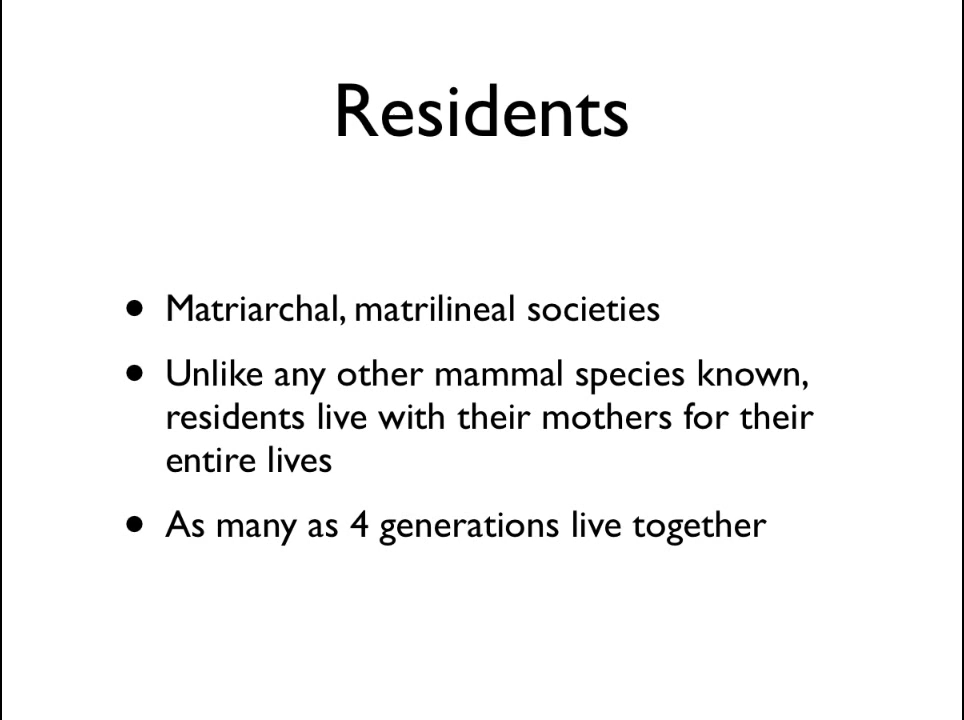 Residents
• Matriarchal, matrilineal societies
• Unlike any other mammal species known,
residents live with their mothers for their
entire lives
• As many as 4 generations live together